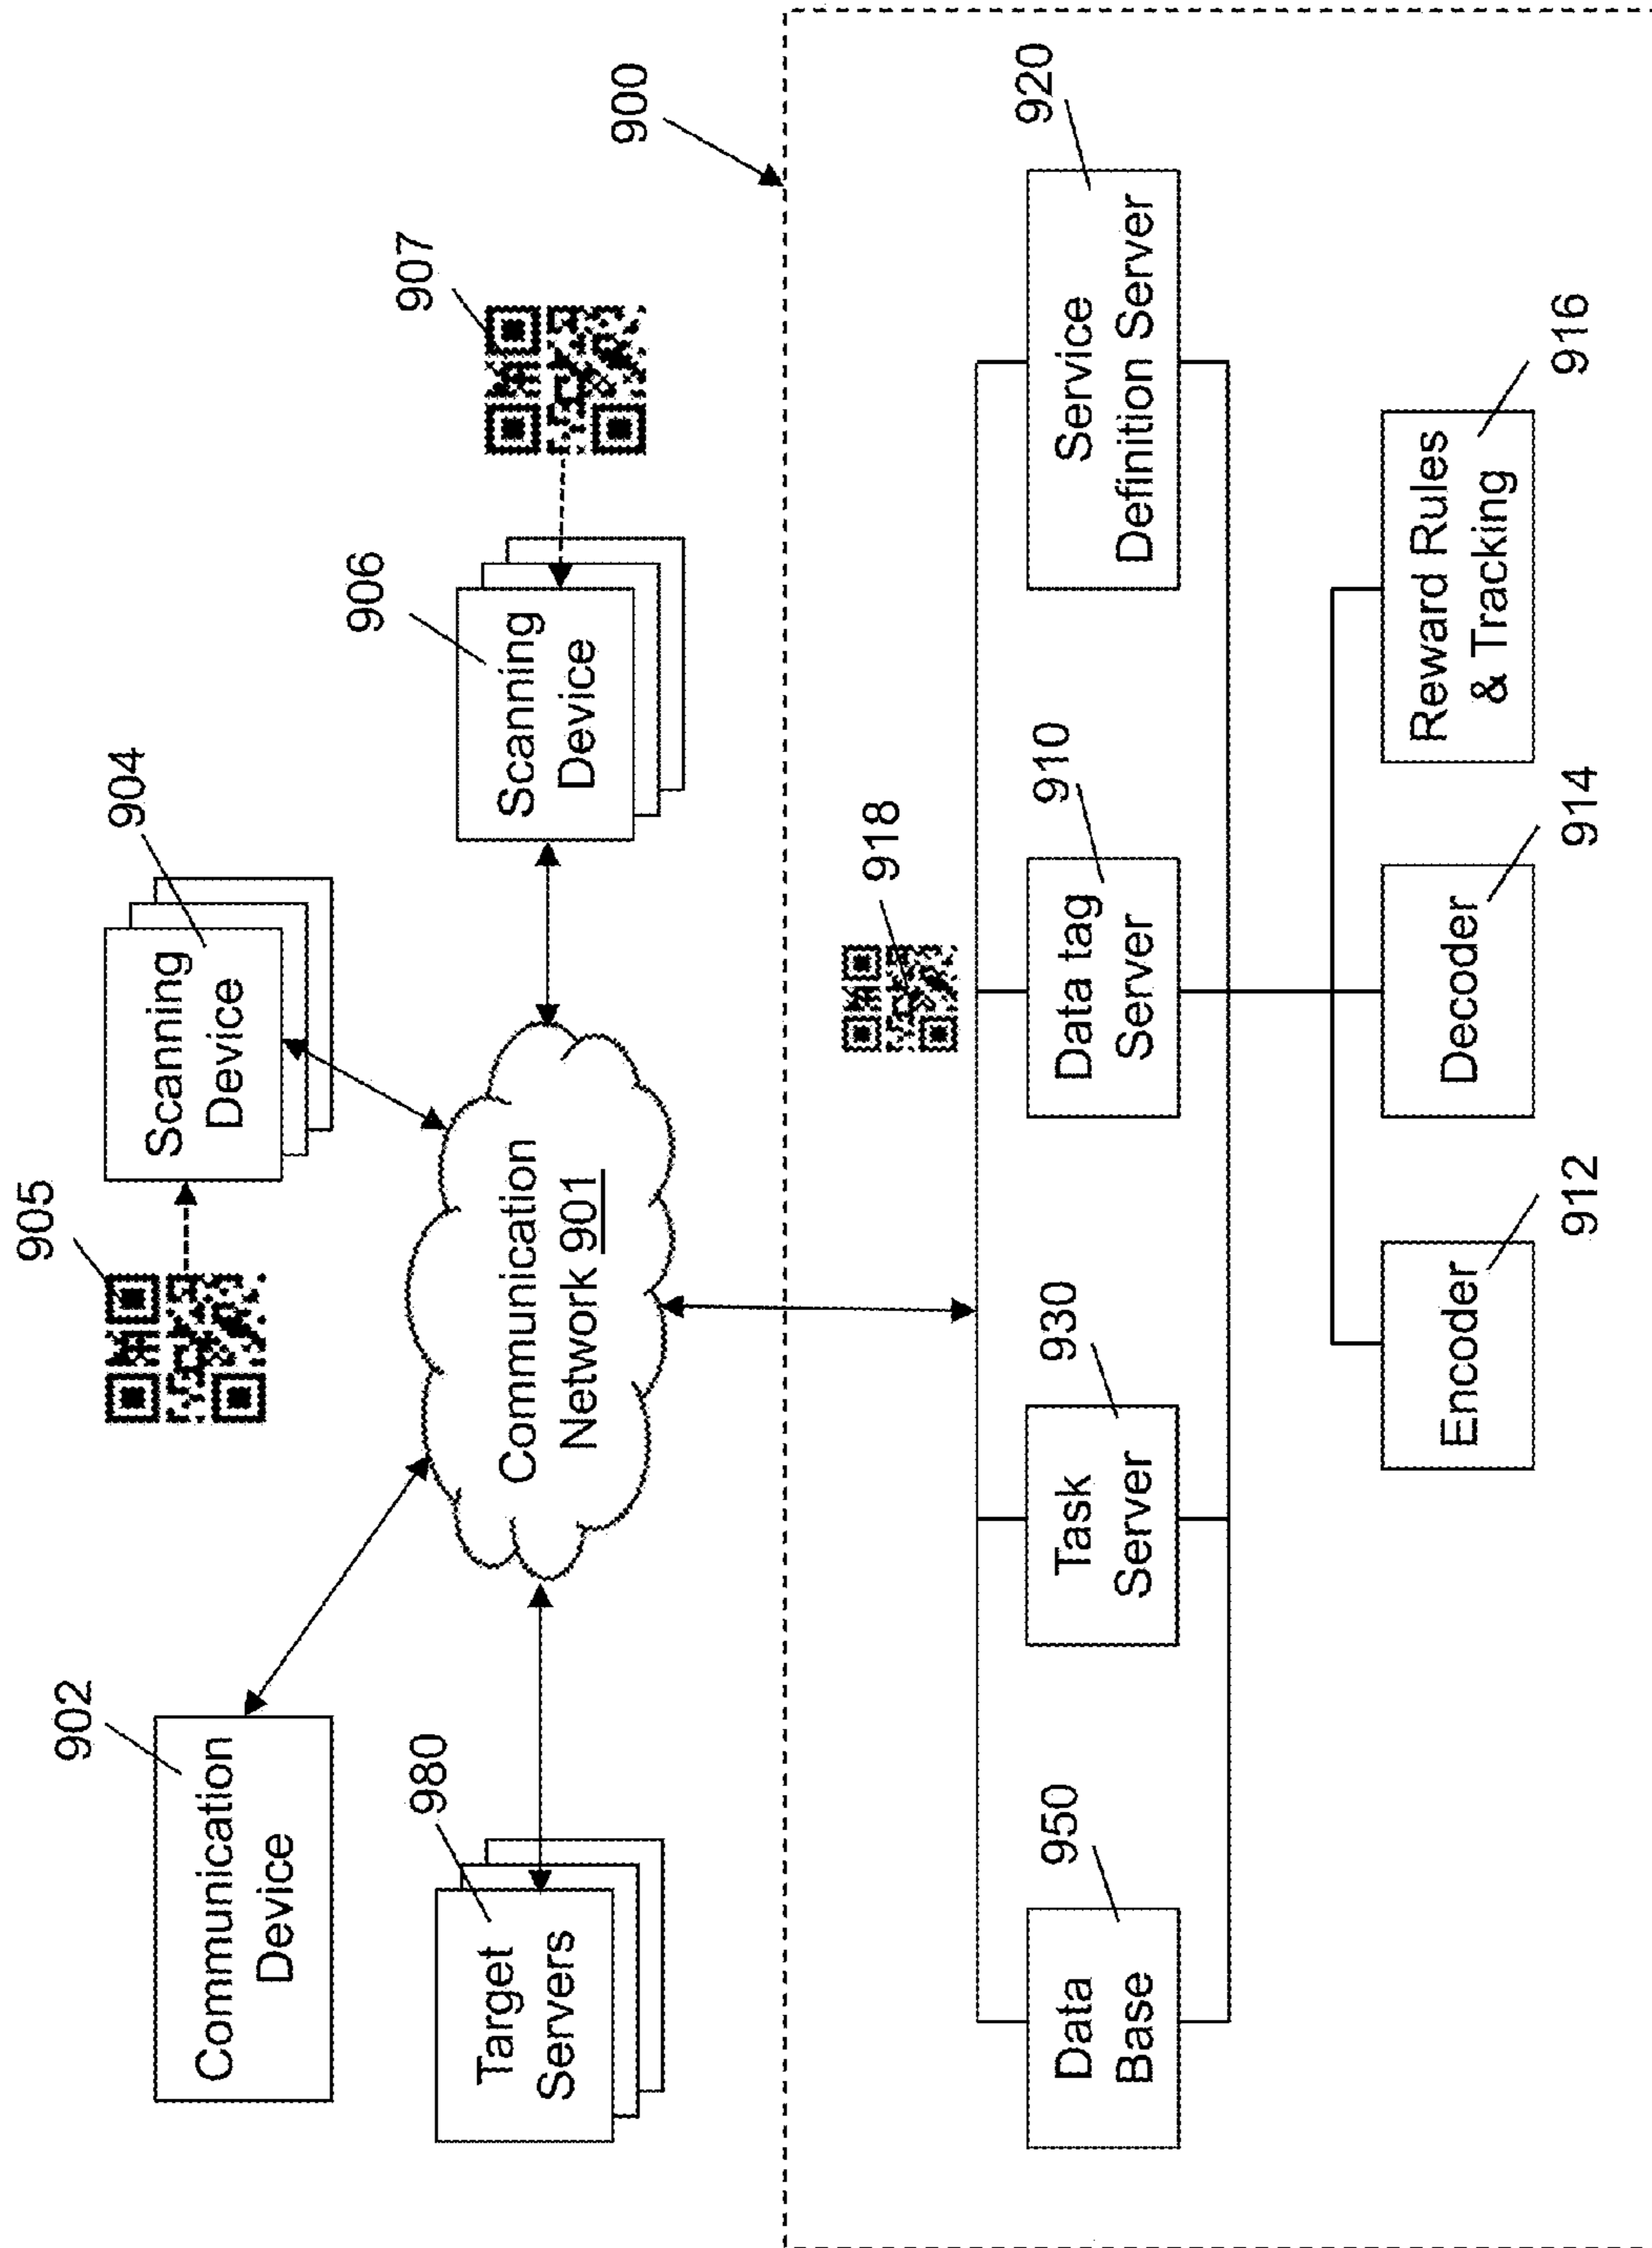 905
904
902
Scanning
Device
Communication
Device
906
907
980
Communication
Network 901
Scanning
Device
Target
Servers
900
918
950
930
910
920
Data
Base
Task
Server
Data tag
Server
Service
Definition Server
Encoder
Decoder
Reward Rules
& Tracking
912
914
916